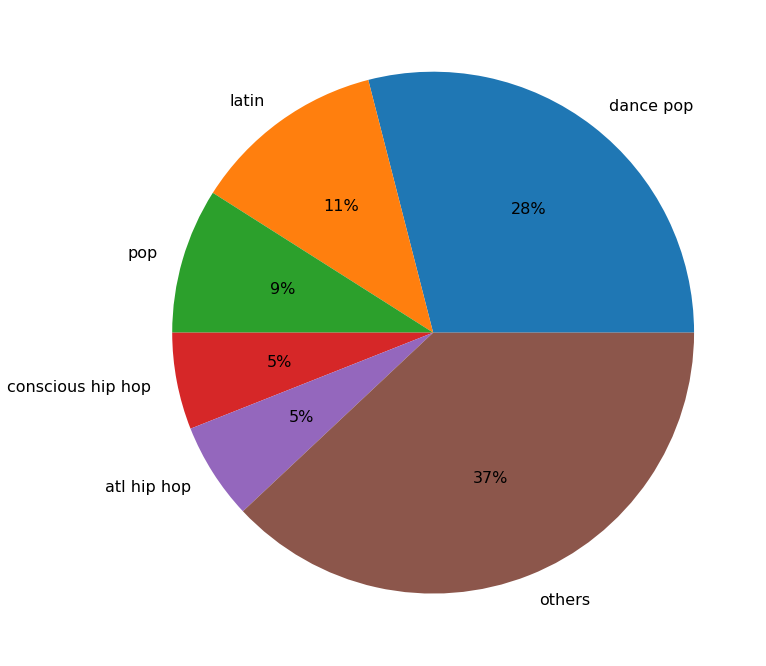 latin
dance pop
11%
28%
pop
9%
5%
conscious hip hop
5%
atl hip hop
37%
others